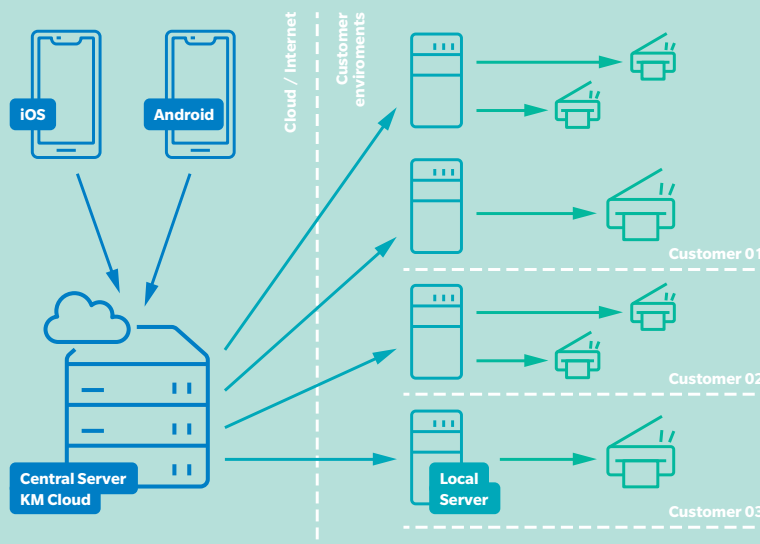 iOS
Android
Cloud / Internet
Customer
enviroments
Customer 01
Customer 02
Central Server
KM Cloud
Local
Server
Customer 03